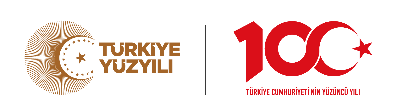 TÜRKİYE
YÜZYILI
100
TÜRKİYE CUMHURİYETİ'NİN YÜZÜNCÜ YILI